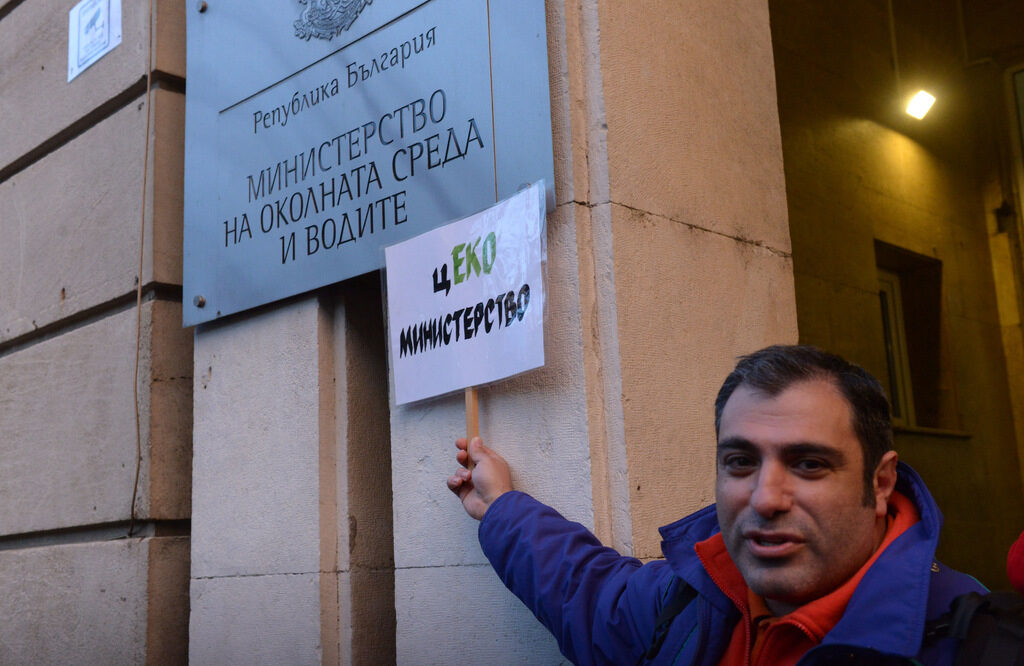 Република България
МИНИСТЕРСТВО
НА ОКОЛНАТА СРЕДА
И ВОДИТЕ
цЕКО
МИНИСТЕРСТВО